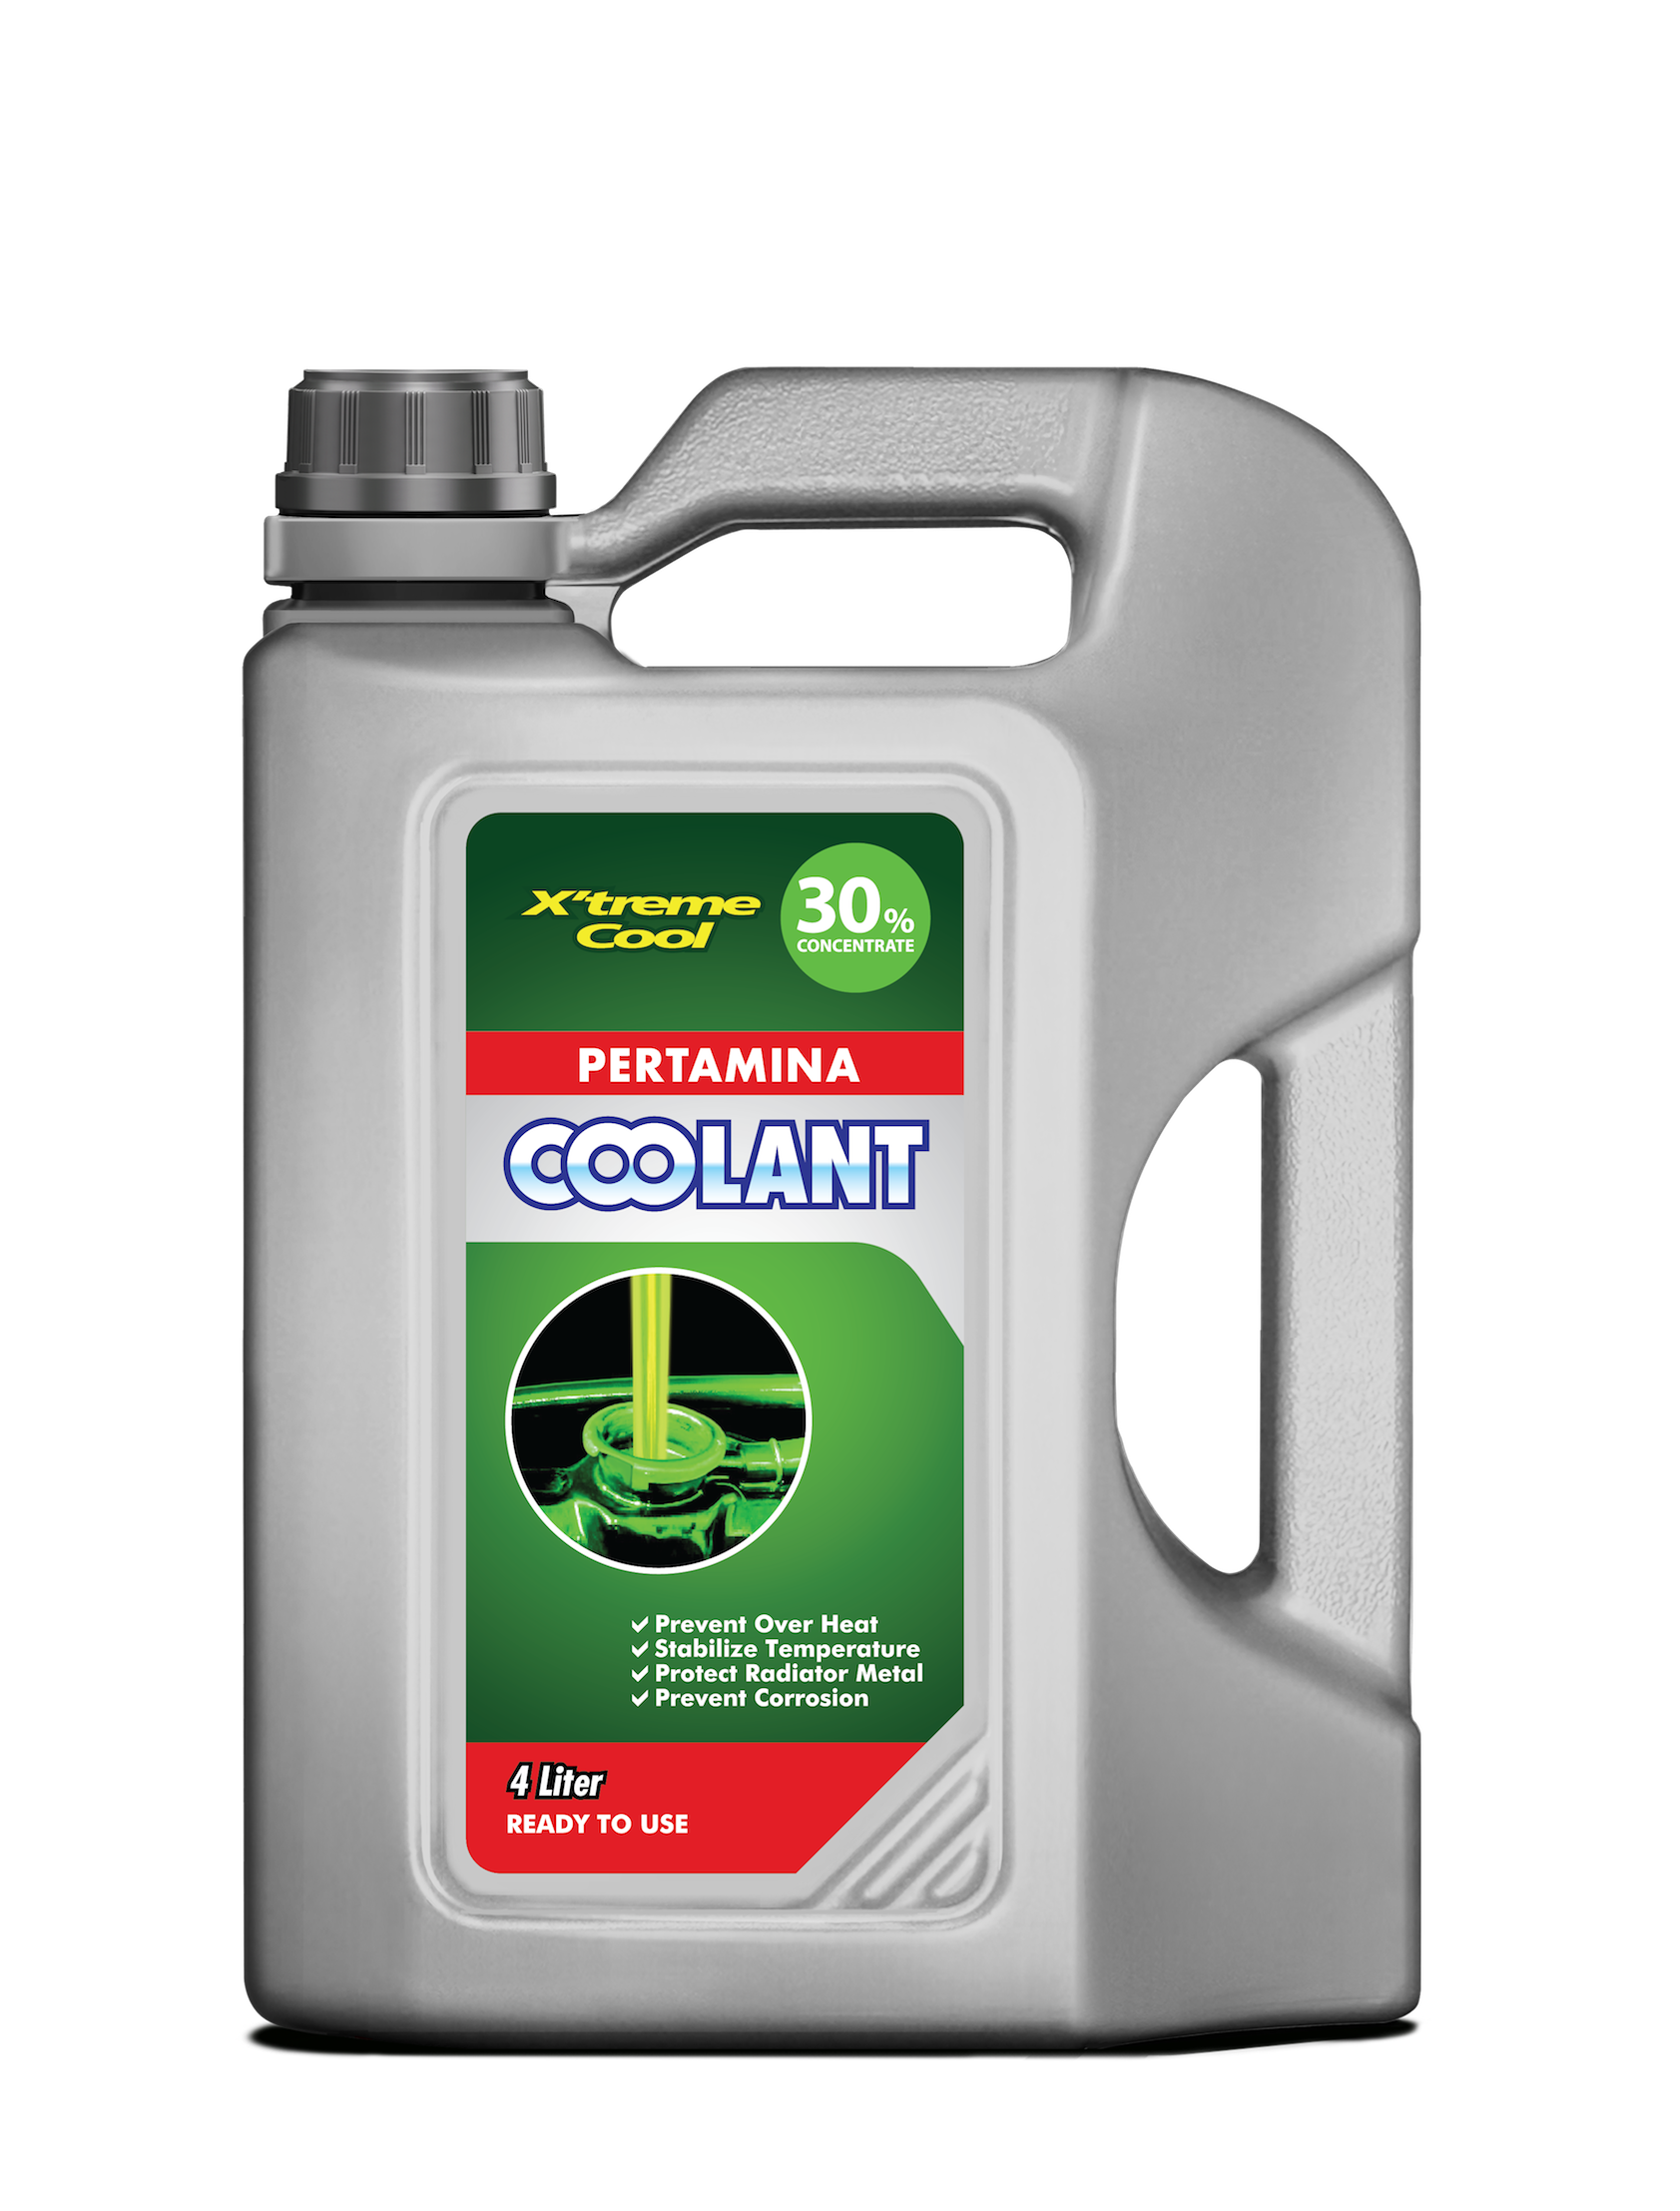 X'treme
Cool
30%
CONCENTRATE
PERTAMINA
COOLANT
✓ Prevent Over Heat
✓ Stabilize Temperature
✓ Protect Radiator Metal
✓ Prevent Corrosion
4 Liter
READY TO USE